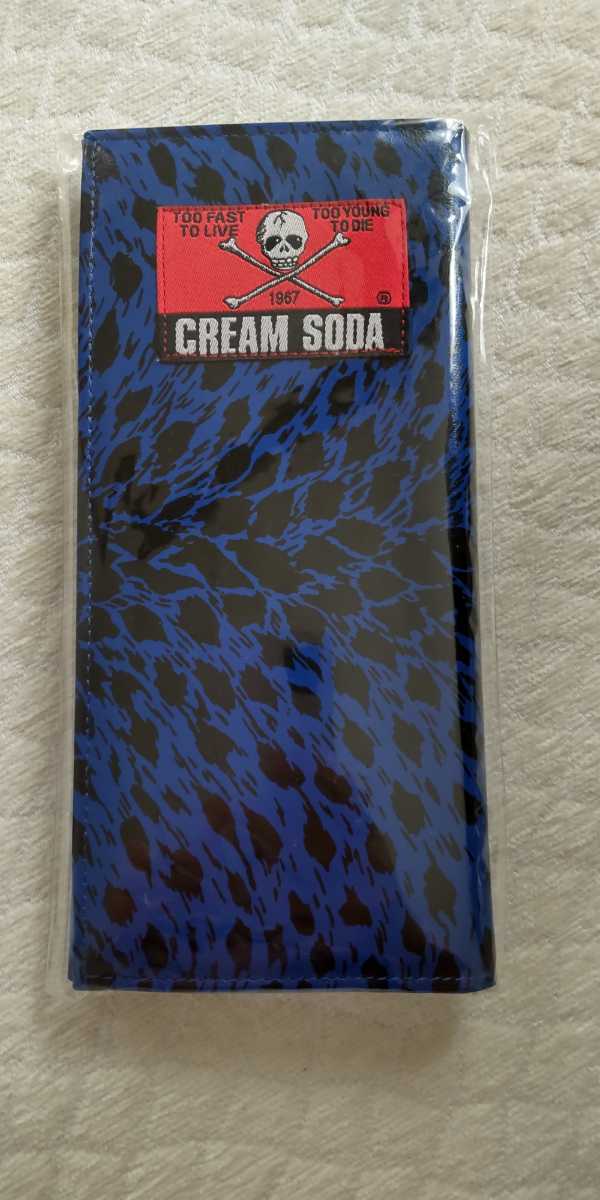 TOO FAST
TO LIVE
TOO YOUNG
TO DIE
1967
®
CREAM SODA